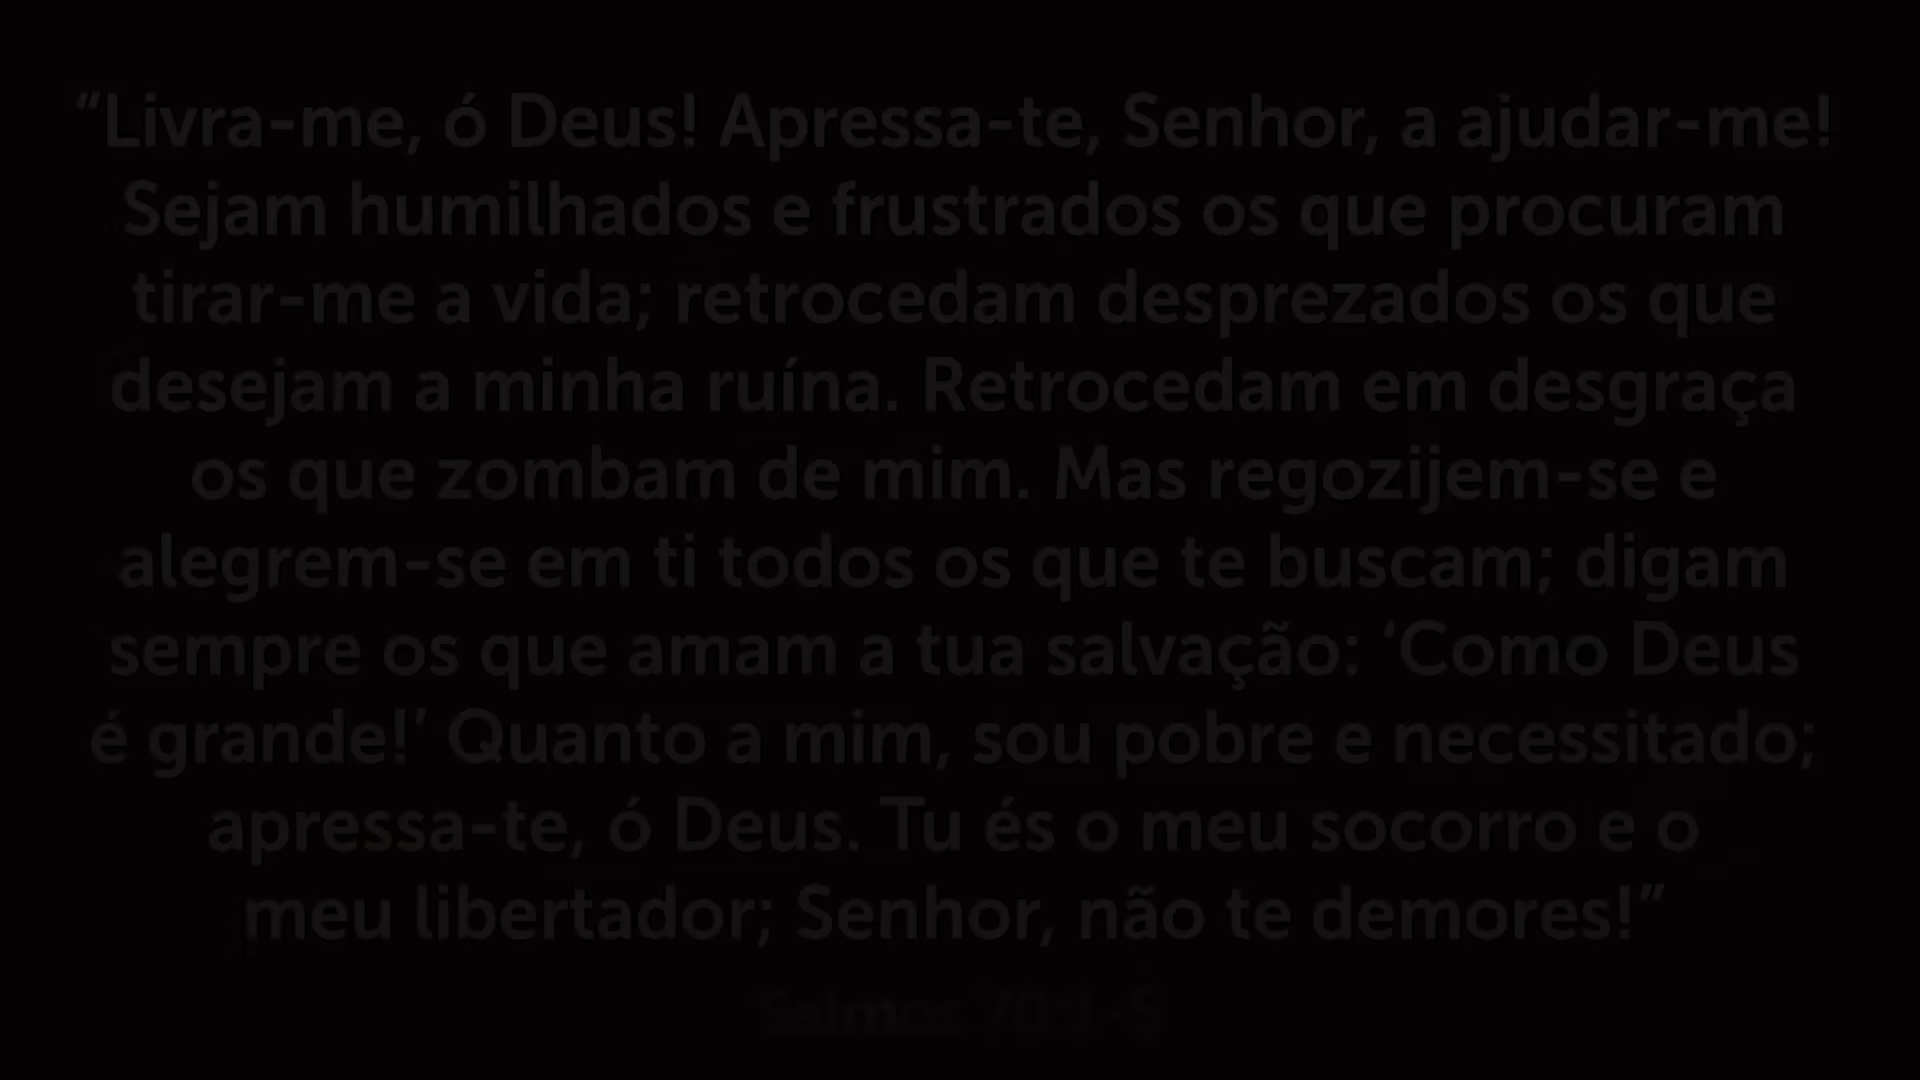 “Livra-me, ó Deus! Apressa-te, Senhor, a ajudar-me!
Sejam humilhados e frustrados os que procuram
tirar-me a vida; retrocedam desprezados os que
desejam a minha ruína. Retrocedam em desgraça
os que zombam de mim. Mas regozijem-se e
alegrem-se em ti todos os que te buscam; digam
sempre os que amam a tua salvação: ‘Como Deus
é grande!’ Quanto a mim, sou pobre e necessitado;
apressa-te, ó Deus. Tu és o meu socorro e o
meu libertador; Senhor, não te demores!”
Salmos 70:1-5